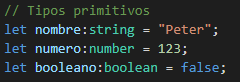 // Tipos primitivos
let nombre:string = "Peter";
let numero:number = 123;
let booleano:boolean = false;